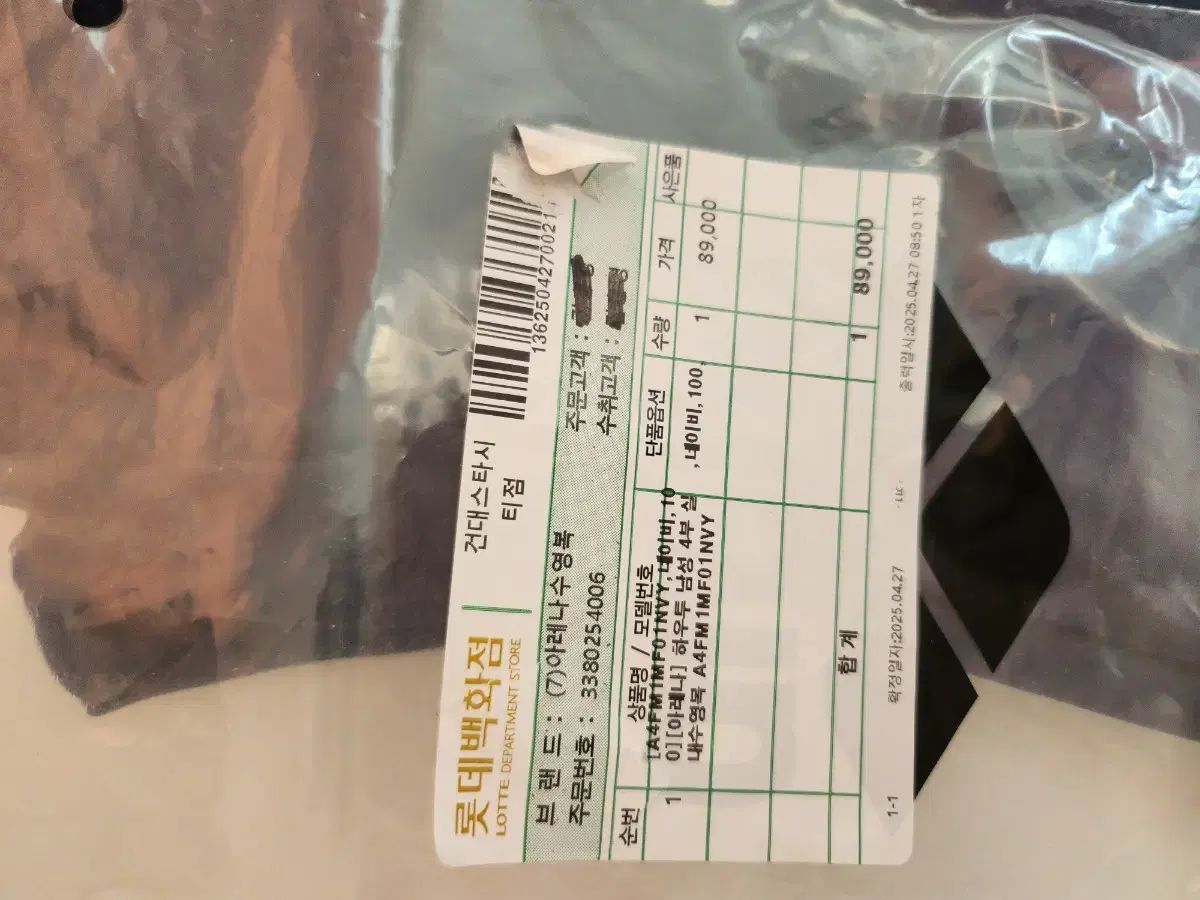 롯데백화점
LOTTE DEPARTMENT STORE
건대스타시
티점
1362504270021
브 랜 드 : (7)아레나수영복
주문번호 : 3380254006
주문고객 :
수취고객 :
순번 상품명 / 모델번호 단품옵션 수량 가격 사은품
1 [A4FM1MF01NVY,네이비,10
0][아레나] 하우투 남성 4부 실
내수영복 A4FM1MF01NVY
,네이비,100 1 89,000
합 계 1 89,000
1-1 확정일자:2025.04.27 출력일시:2025.04.27 08:50 1차